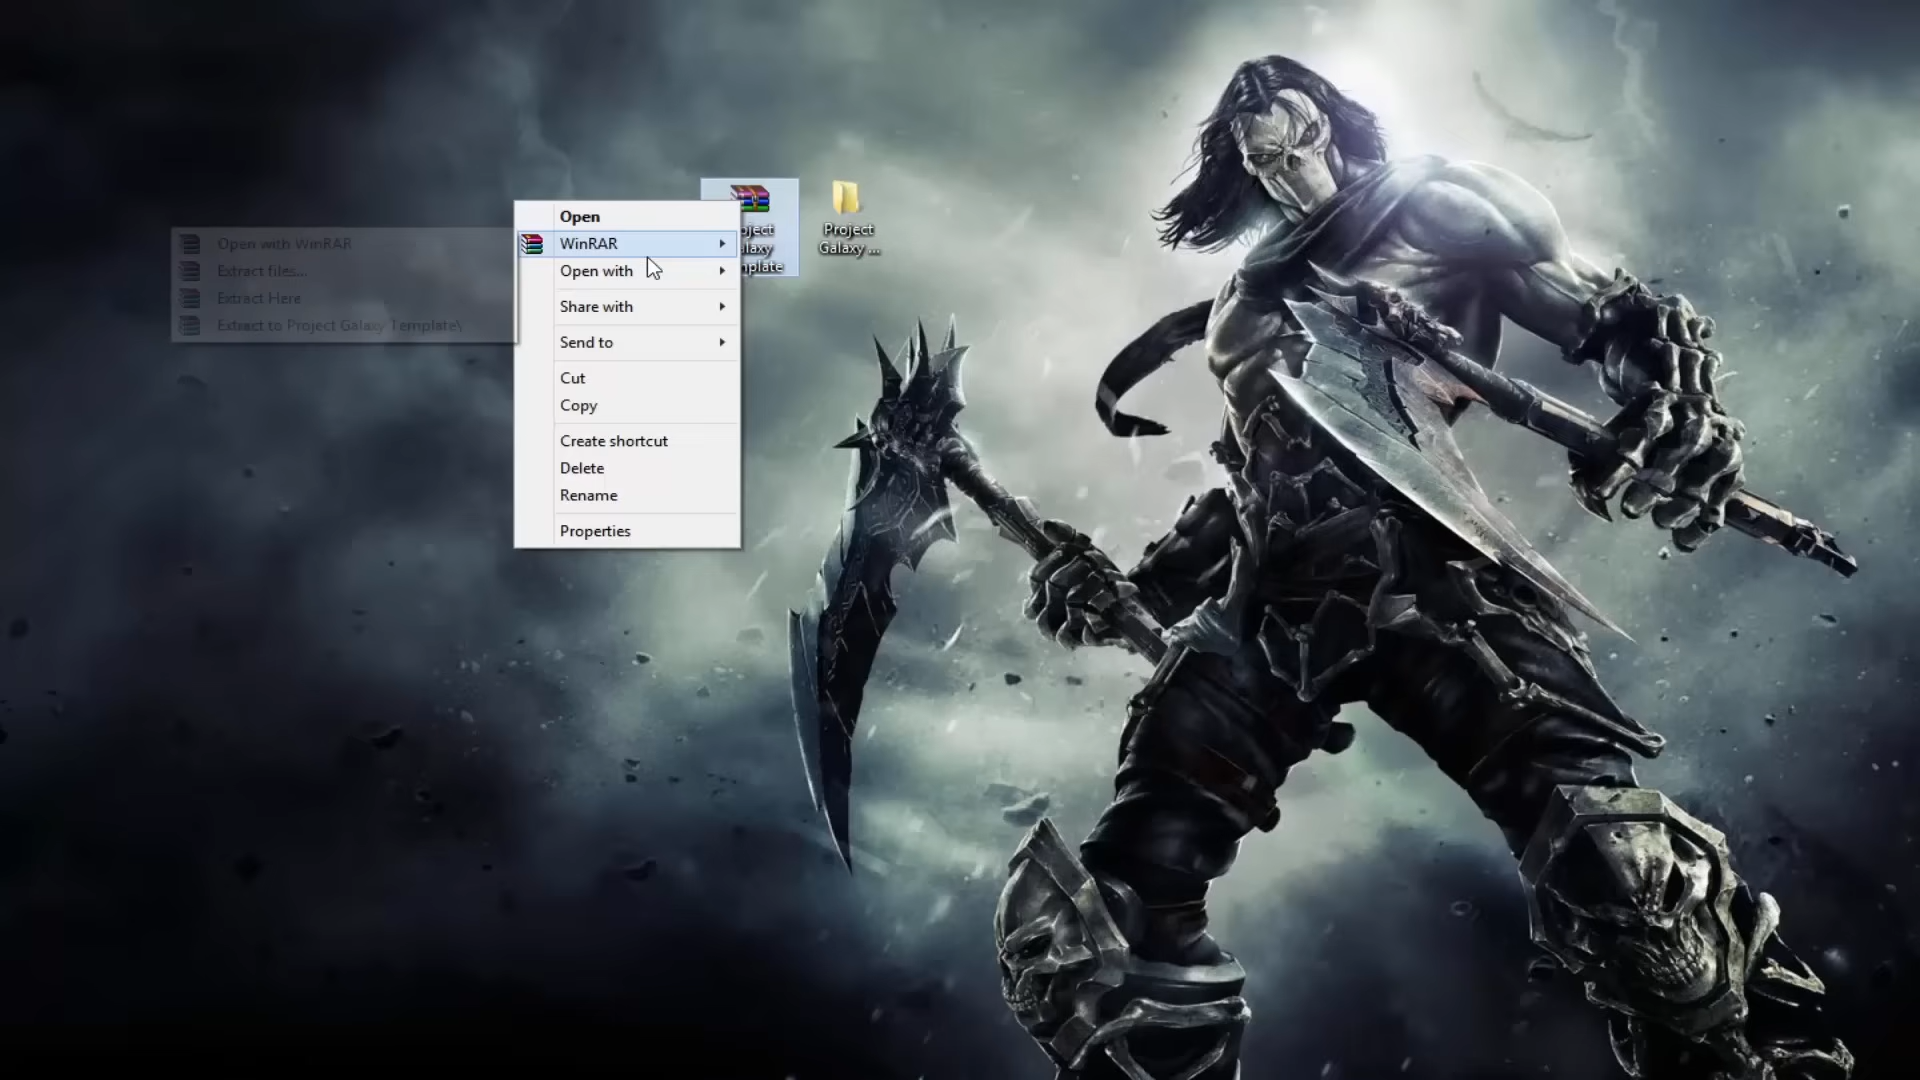 Open
WinRAR
Open with
Share with
Send to
Cut
Copy
Create shortcut
Delete
Rename
Properties
Open with WinRAR
Extract files...
Extract Here
Extract to Project Galaxy Template\
Project
Galaxy ...